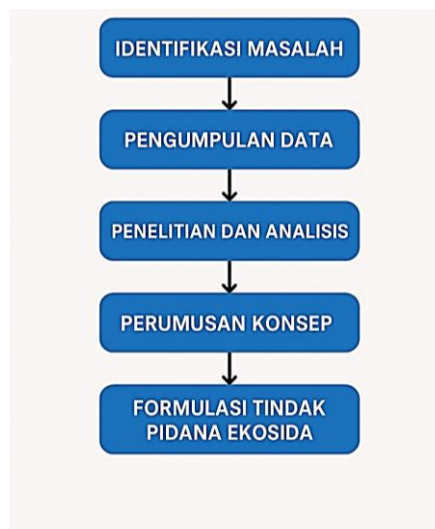 IDENTIFIKASI MASALAH
PENGUMPULAN DATA
PENELITIAN DAN ANALISIS
PERUMUSAN KONSEP
FORMULASI TINDAK
PIDANA EKOSIDA